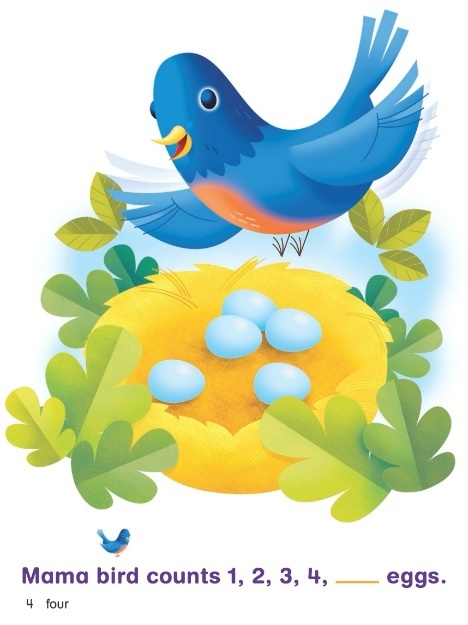 Mama bird counts 1, 2, 3, 4, ____ eggs.
4 four